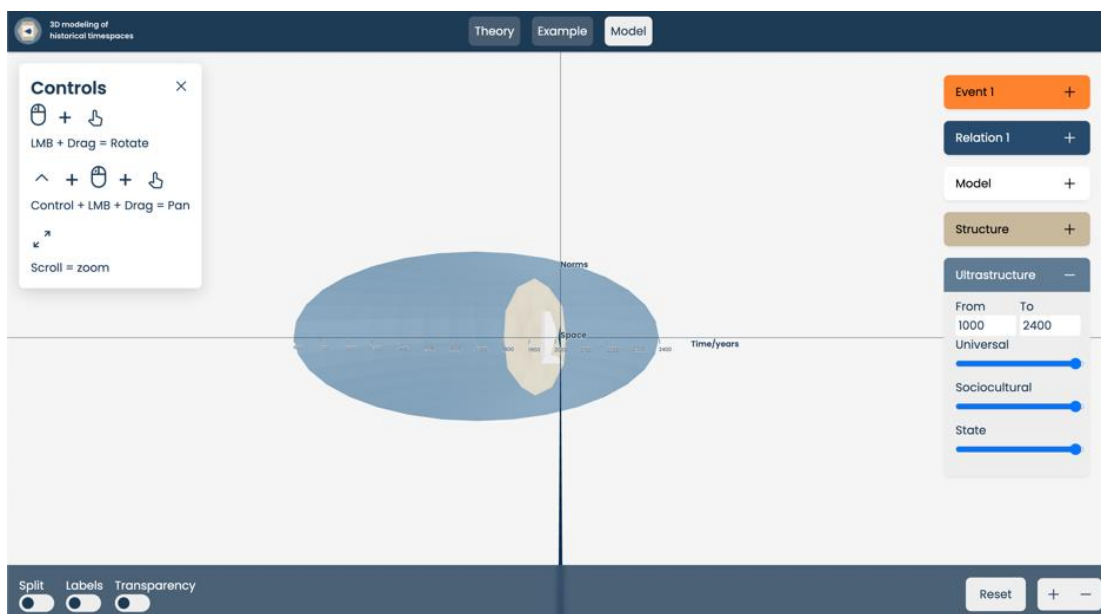 3D modeling of
historical timespaces
Theory
Example
Model
Controls
LMB + Drag = Rotate
Control + LMB + Drag = Pan
Scroll = zoom
Norms
Space
Time/years
2400
Event 1
Relation 1
Model
Structure
Ultrastructure
From To
1000 2400
Universal
Sociocultural
State
Split Labels Transparency
Reset